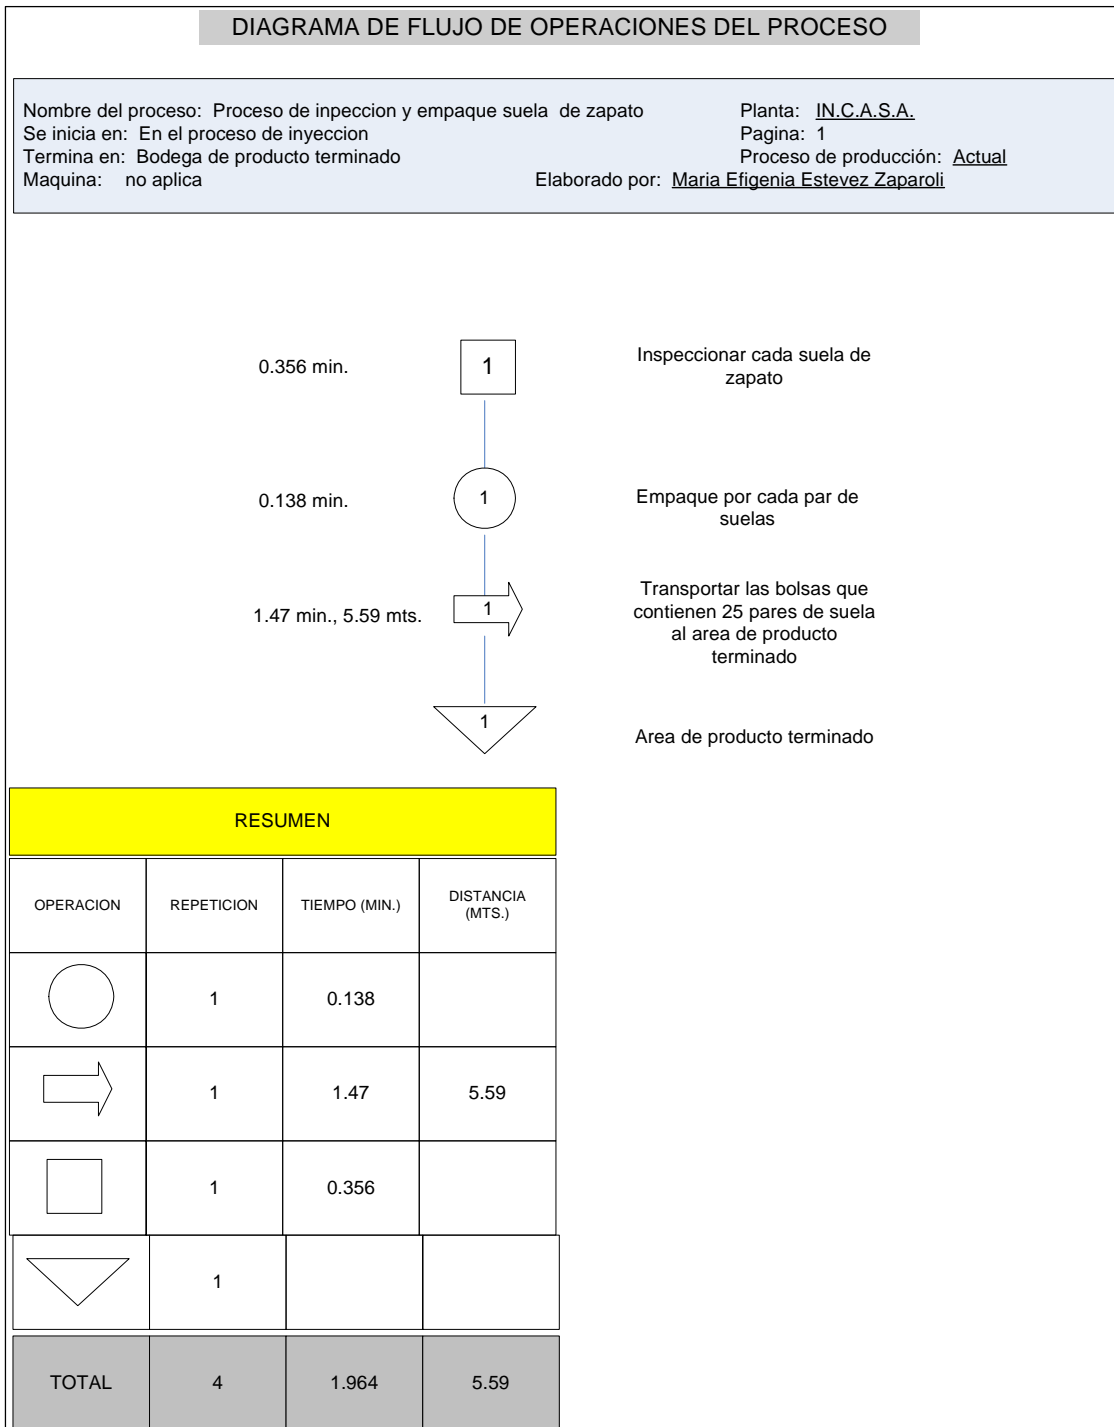 DIAGRAMA DE FLUJO DE OPERACIONES DEL PROCESO
Nombre del proceso: Proceso de inpeccion y empaque suela de zapato Planta: IN.C.A.S.A.
Se inicia en: En el proceso de inyeccion Pagina: 1
Termina en: Bodega de producto terminado Proceso de producción: Actual
Maquina: no aplica Elaborado por: Maria Efigenia Estevez Zaparoli
0.356 min.
1
Inspeccionar cada suela de
zapato
0.138 min.
1
Empaque por cada par de
suelas
1.47 min., 5.59 mts.
1
Transportar las bolsas que
contienen 25 pares de suela
al area de producto
terminado
1
Area de producto terminado
RESUMEN
OPERACION REPETICION TIEMPO (MIN.) DISTANCIA
(MTS.)
1 0.138
1 1.47 5.59
1 0.356
1
TOTAL 4 1.964 5.59